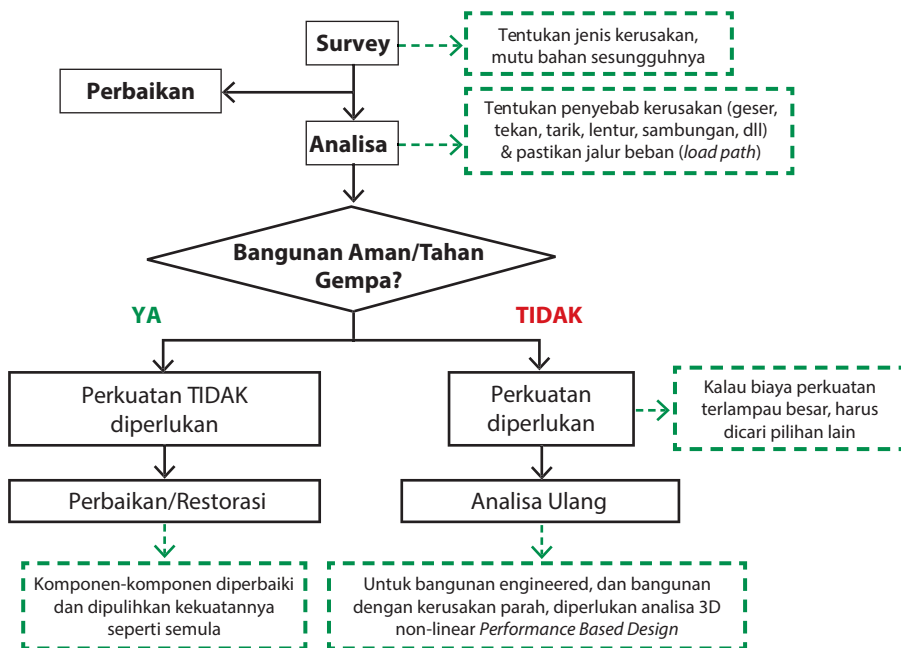 Survey
Tentukan jenis kerusakan,
mutu bahan sesungguhnya
Perbaikan
Analisa
Tentukan penyebab kerusakan (geser,
tekan, tarik, lentur, sambungan, dll)
& pastikan jalur beban (load path)
Bangunan Aman/Tahan
Gempa?
YA
TIDAK
Perkuatan TIDAK
diperlukan
Perkuatan
diperlukan
Kalau biaya perkuatan
terlampau besar, harus
dicari pilihan lain
Perbaikan/Restorasi
Analisa Ulang
Komponen-komponen diperbaiki
dan dipulihkan kekuatannya
seperti semula
Untuk bangunan engineered, dan bangunan
dengan kerusakan parah, diperlukan analisa 3D
non-linear Performance Based Design